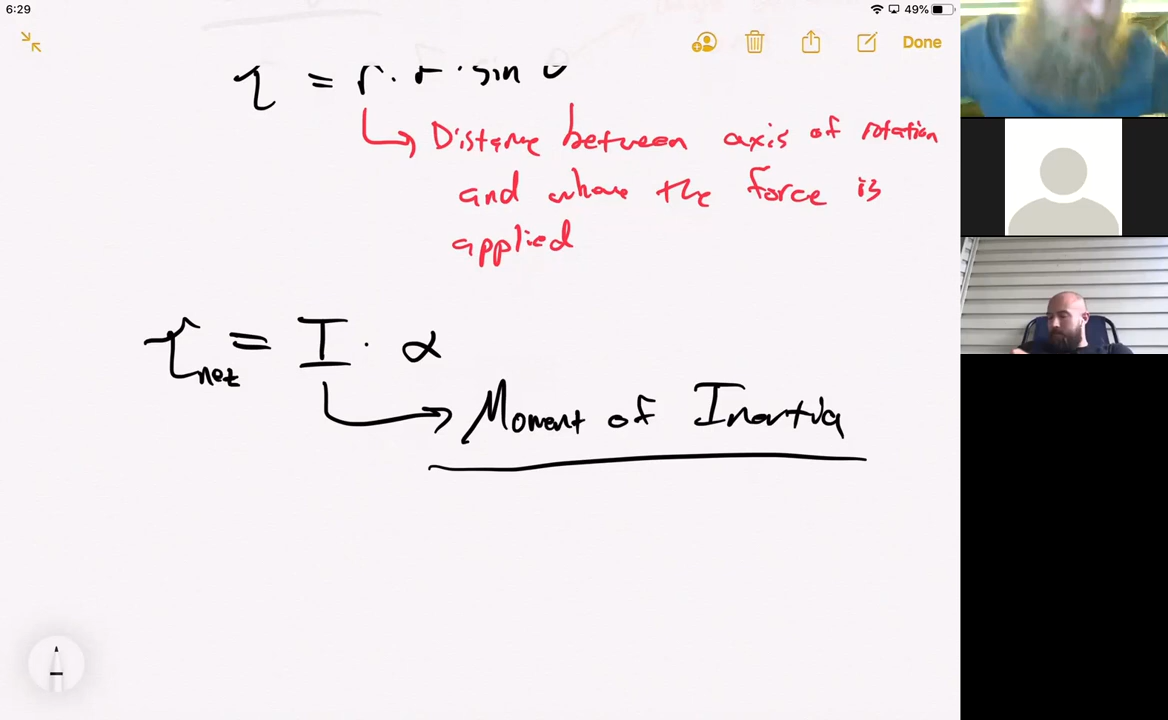 6:29 49%
Done
τ = r · F · sin θ
Distance between axis of rotation
and where the force is
applied
τnet = I · α
Moment of Inertia